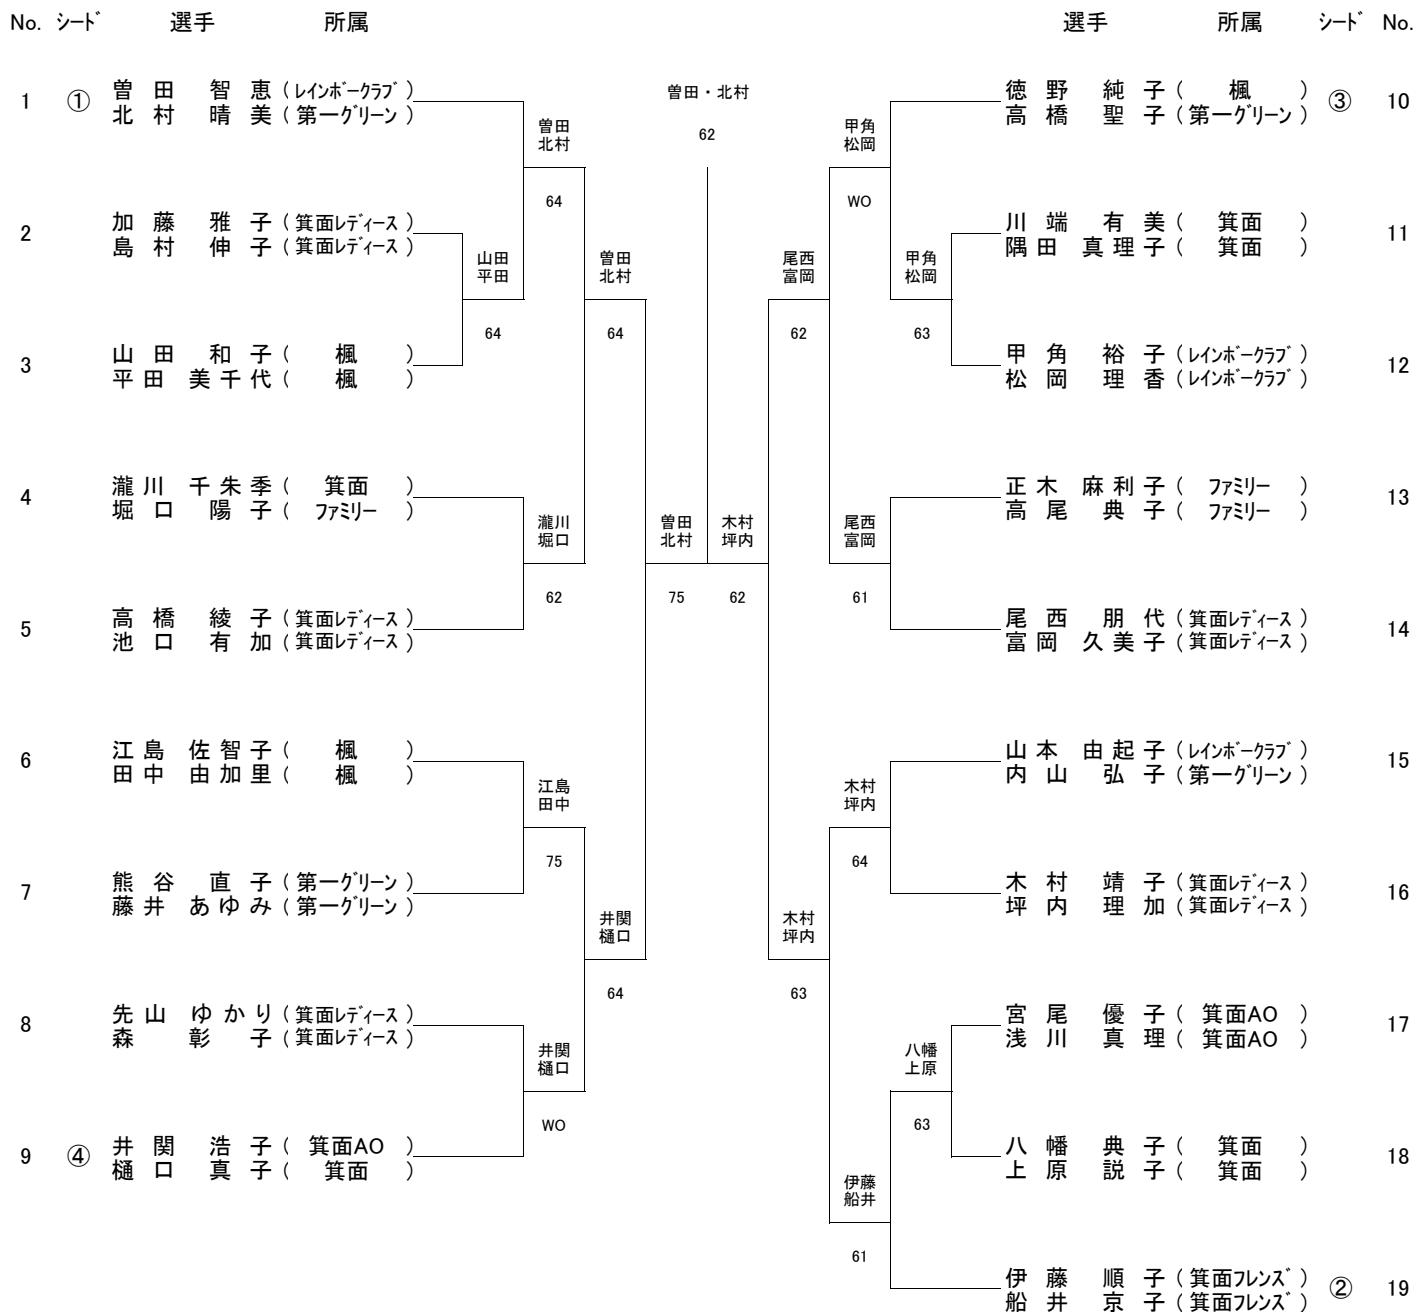 No. ｼｰﾄﾞ 選手 所属
1 ① 曽田 智恵 (ﾚｲﾝﾎﾞｰｸﾗﾌﾞ)
北村 晴美 (第一ｸﾞﾘｰﾝ)
2 加藤 雅子 (箕面ﾚﾃﾞｨｰｽ)
島村 伸子 (箕面ﾚﾃﾞｨｰｽ)
3 山田 和子 (楓)
平田 美千代 (楓)
4 瀧川 千朱季 (箕面)
堀口 陽子 (ﾌｧﾐﾘｰ)
5 高橋 綾子 (箕面ﾚﾃﾞｨｰｽ)
池口 有加 (箕面ﾚﾃﾞｨｰｽ)
6 江島 佐智子 (楓)
田中 由加里 (楓)
7 熊谷 直子 (第一ｸﾞﾘｰﾝ)
藤井 あゆみ (第一ｸﾞﾘｰﾝ)
8 先山 ゆかり (箕面ﾚﾃﾞｨｰｽ)
森 彰子 (箕面ﾚﾃﾞｨｰｽ)
9 ④ 井関 浩子 (箕面AO)
樋口 真子 (箕面)
山田
平田
64
曽田
北村
64
瀧川
堀口
62
江島
田中
75
井関
樋口
WO
曽田
北村
64
井関
樋口
64
曽田
北村
75
曽田・北村
62
木村
坪内
62
尾西
富岡
62
木村
坪内
63
甲角
松岡
WO
尾西
富岡
61
木村
坪内
64
伊藤
船井
61
甲角
松岡
63
八幡
上原
63
選手 所属 ｼｰﾄﾞ No.
徳野 純子 (楓) ③ 10
高橋 聖子 (第一ｸﾞﾘｰﾝ)
川端 有美 (箕面) 11
隅田 真理子 (箕面)
甲角 裕子 (ﾚｲﾝﾎﾞｰｸﾗﾌﾞ) 12
松岡 理香 (ﾚｲﾝﾎﾞｰｸﾗﾌﾞ)
正木 麻利子 (ﾌｧﾐﾘｰ) 13
高尾 典子 (ﾌｧﾐﾘｰ)
尾西 朋代 (箕面ﾚﾃﾞｨｰｽ) 14
富岡 久美子 (箕面ﾚﾃﾞｨｰｽ)
山本 由起子 (ﾚｲﾝﾎﾞｰｸﾗﾌﾞ) 15
内山 弘子 (第一ｸﾞﾘｰﾝ)
木村 靖子 (箕面ﾚﾃﾞｨｰｽ) 16
坪内 理加 (箕面ﾚﾃﾞｨｰｽ)
宮尾 優子 (箕面AO) 17
浅川 真理 (箕面AO)
八幡 典子 (箕面) 18
上原 説子 (箕面)
伊藤 順子 (箕面ﾌﾚﾝｽﾞ) ② 19
船井 京子 (箕面ﾌﾚﾝｽﾞ)